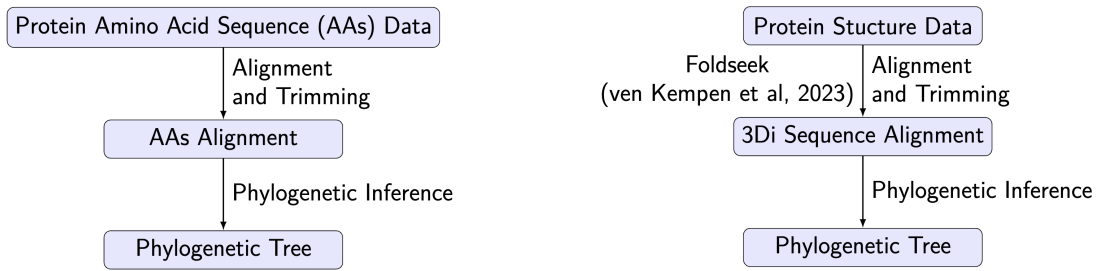 Protein Amino Acid Sequence (AAs) Data
Alignment
and Trimming
AAs Alignment
Phylogenetic Inference
Phylogenetic Tree
Protein Stucture Data
Foldseek
(ven Kempen et al, 2023)
Alignment
and Trimming
3Di Sequence Alignment
Phylogenetic Inference
Phylogenetic Tree